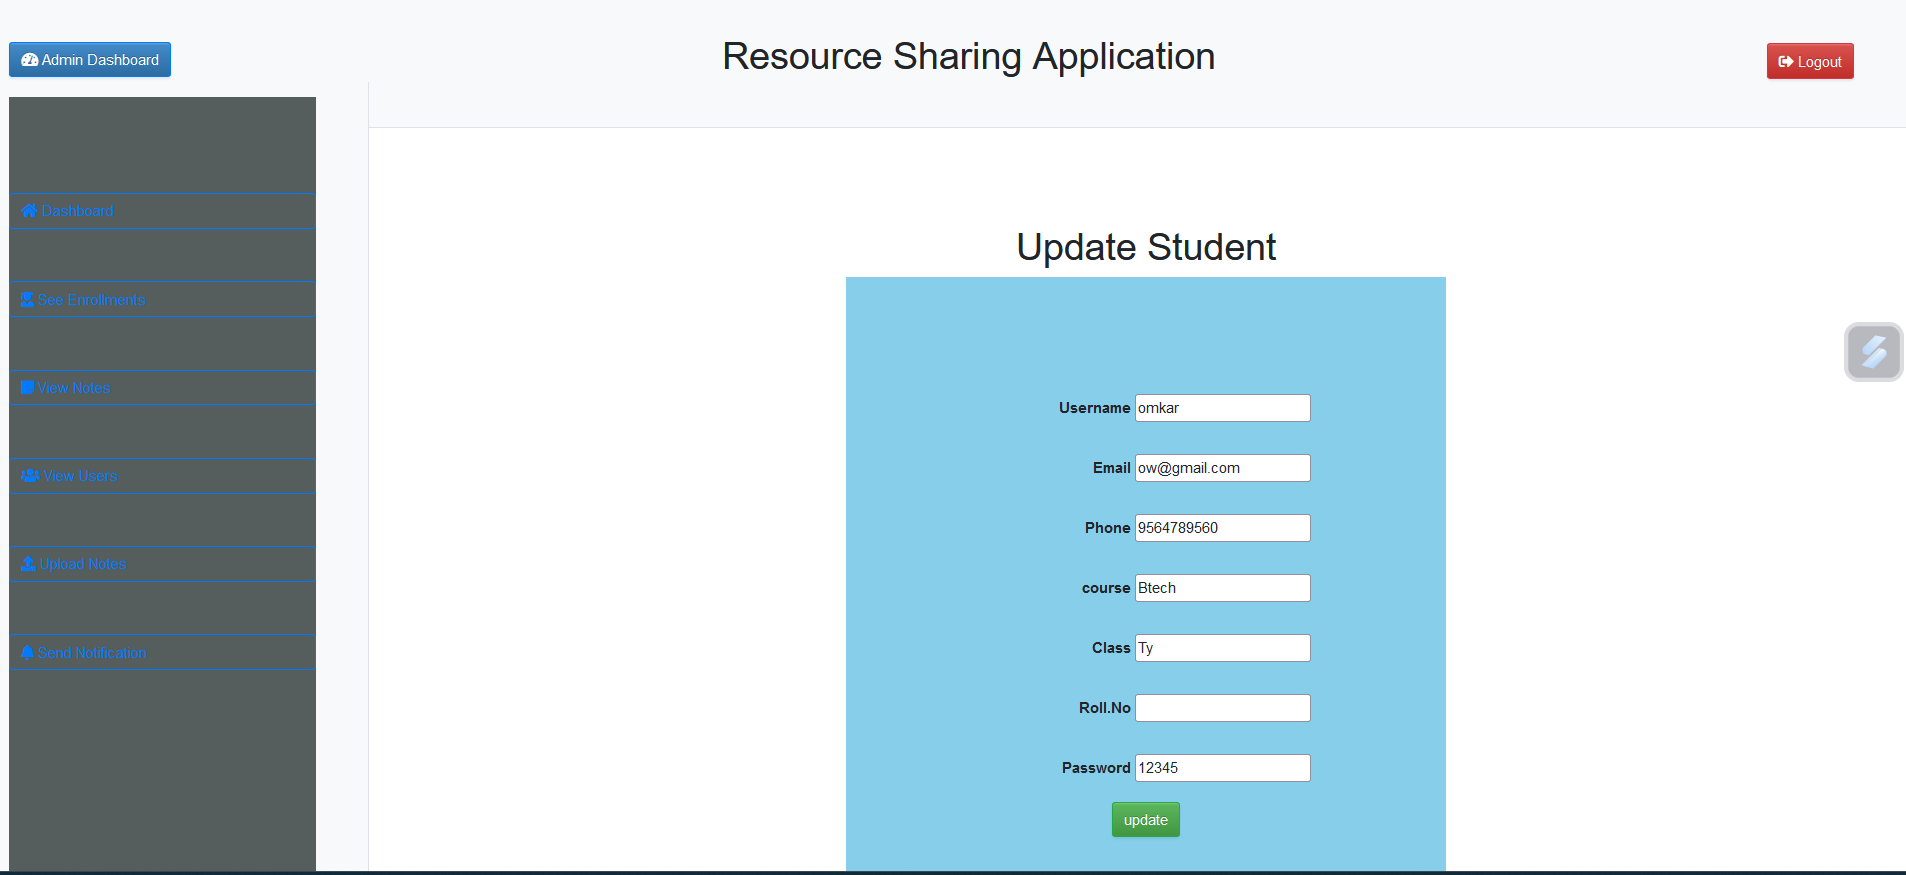 Admin Dashboard
Resource Sharing Application
Logout
Dashboard
See Enrollments
View Notes
View Users
Upload Notes
Send Notification
Update Student
Username omkar
Email ow@gmail.com
Phone 9564789560
course Btech
Class Ty
Roll.No
Password 12345
update